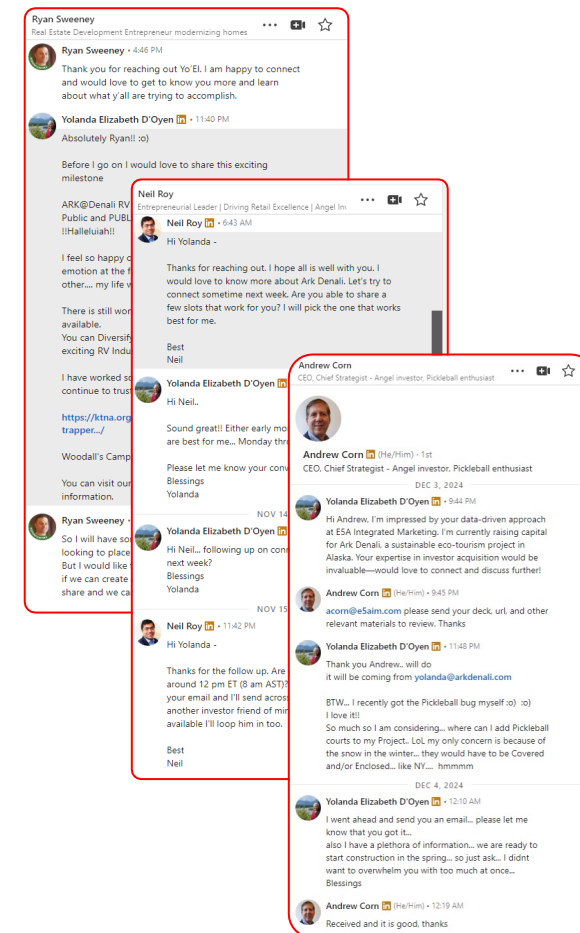 Ryan Sweeney
Real Estate Development Entrepreneur modernizing homes
Ryan Sweeney • 4:46 PM
Thank you for reaching out Yo'El. I am happy to connect
and would love to get to know you more and learn
about what y'all are trying to accomplish.
Yolanda Elizabeth D'Oyen in • 11:40 PM
Absolutely Ryan!! :o)
Before I go on I would love to share this exciting
milestone
ARK@Denali RV
Public and PUBL
!!Halleluiah!!
I feel so happy
emotion at the f
other.... my life w
There is still wor
available.
You can Diversify
exciting RV Indu
I have worked so
continue to trust
https://ktna.org
trapper.../
Woodall's Camp
You can visit our
information.
Ryan Sweeney •
So I will have so
looking to place
But I would like
if we can create
share and we ca
Neil Roy
Entrepreneurial Leader | Driving Retail Excellence | Angel Inv
Neil Roy in • 6:43 AM
Hi Yolanda -
Thanks for reaching out. I hope all is well with you. I
would love to know more about Ark Denali. Let's try to
connect sometime next week. Are you able to share a
few slots that work for you? I will pick the one that works
best for me.
Best
Neil
Yolanda Elizabeth D'Oyen in
Hi Neil..
Sound great!! Either early mo
are best for me... Monday thr
Please let me know your conv
Blessings
Yolanda
NOV 14
Yolanda Elizabeth D'Oyen in
Hi Neil... following up on conn
next week?
Blessings
Yolanda
NOV 15
Neil Roy in • 11:42 PM
Hi Yolanda -
Thanks for the follow up. Are
around 12 pm ET (8 am AST)?
your email and I'll send across
another investor friend of min
available I'll loop him in too.
Best
Neil
Andrew Corn
CEO, Chief Strategist - Angel investor, Pickleball enthusiast
Andrew Corn in (He/Him) · 1st
CEO, Chief Strategist - Angel investor, Pickleball enthusiast
DEC 3, 2024
Yolanda Elizabeth D'Oyen in • 9:44 PM
Hi Andrew, I'm impressed by your data-driven approach
at E5A Integrated Marketing. I'm currently raising capital
for Ark Denali, a sustainable eco-tourism project in
Alaska. Your expertise in investor acquisition would be
invaluable—would love to connect and discuss further!
Andrew Corn in (He/Him) • 9:45 PM
acorn@e5aim.com please send your deck, url, and other
relevant materials to review. Thanks
Yolanda Elizabeth D'Oyen in • 11:48 PM
Thank you Andrew.. will do
it will be coming from yolanda@arkdenali.com
BTW... I recently got the Pickleball bug myself :o) :o)
I love it!!
So much so I am considering... where can I add Pickleball
courts to my Project.. LoL my only concern is because of
the snow in the winter... they would have to be Covered
and/or Enclosed... like NY.... hmmmm
DEC 4, 2024
Yolanda Elizabeth D'Oyen in • 12:10 AM
I went ahead and send you an email... please let me
know that you got it...
also I have a plethora of information... we are ready to
start construction in the spring... so just ask... I didnt
want to overwhelm you with too much at once...
Blessings
Andrew Corn in (He/Him) • 12:19 AM
Received and it is good, thanks